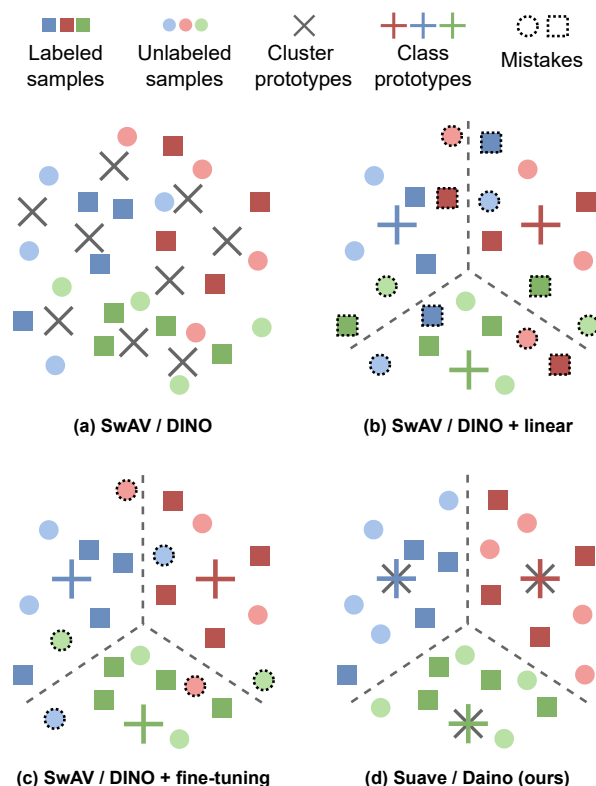 Labeled samples
Unlabeled samples
Cluster prototypes
Class prototypes
Mistakes
(a) SwAV / DINO
(b) SwAV / DINO + linear
(c) SwAV / DINO + fine-tuning
(d) Suave / Daino (ours)